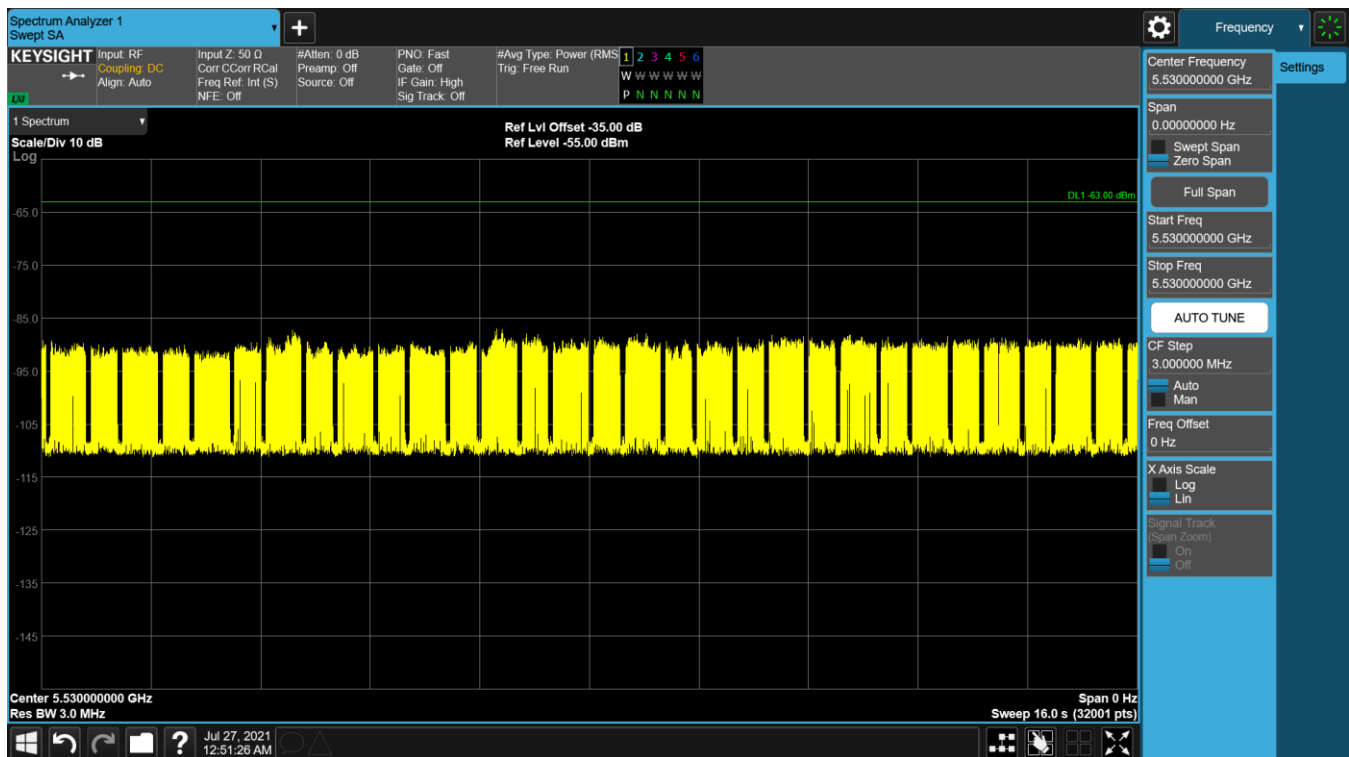 Spectrum Analyzer 1
Swept SA
Frequency
KEYSIGHT
Input: RF
Coupling: DC
Align: Auto
LXI
Input Z: 50 Ω
Corr CCorr RCal
Freq Ref: Int (S)
NFE: Off
#Atten: 0 dB
Preamp: Off
Source: Off
PNO: Fast
Gate: Off
IF Gain: High
Sig Track: Off
#Avg Type: Power (RMS
Trig: Free Run
1 2 3 4 5 6
W W W W W W
P N N N N N
1 Spectrum
Scale/Div 10 dB
Log
Ref Lvl Offset -35.00 dB
Ref Level -55.00 dBm
DL1 -63.00 dBm
-65.0
-75.0
-85.0
-95.0
-105
-115
-125
-135
-145
Center 5.530000000 GHz
Res BW 3.0 MHz
Span 0 Hz
Sweep 16.0 s (32001 pts)
Center Frequency
5.530000000 GHz
Settings
Span
0.00000000 Hz
Swept Span
Zero Span
Full Span
Start Freq
5.530000000 GHz
Stop Freq
5.530000000 GHz
AUTO TUNE
CF Step
3.000000 MHz
Auto
Man
Freq Offset
0 Hz
X Axis Scale
Log
Lin
Signal Track
(Span Zoom)
On
Off
?
Jul 27, 2021
12:51:26 AM